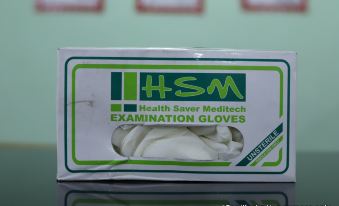 HSM
Health Saver Meditech
EXAMINATION GLOVES
UNSTERILE